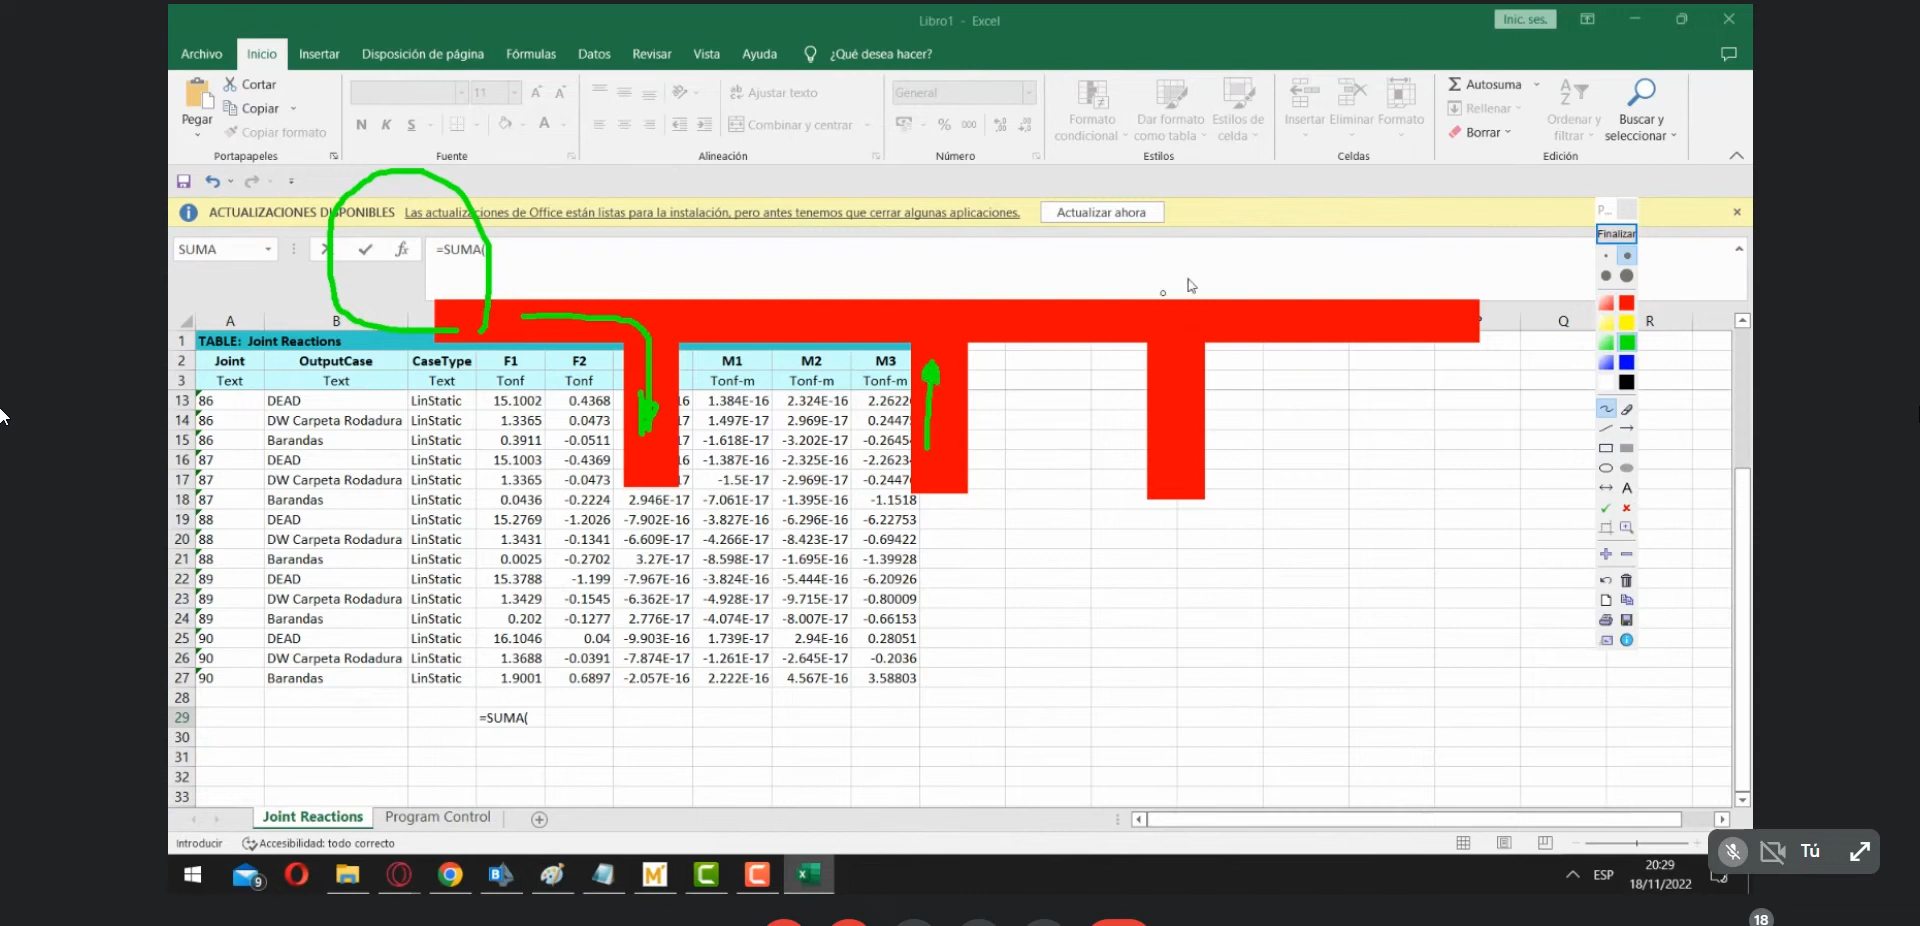 Libro1 - Excel
Inic. ses.
Archivo Inicio Insertar Disposición de página Fórmulas Datos Revisar Vista Ayuda ¿Qué desea hacer?
Pegar Cortar
Copiar
Copiar formato
N K S
11
Ajustar texto
Combinar y centrar
General
% 000
Formato condicional
Dar formato como tabla
Estilos de celda
Insertar Eliminar Formato
Σ Autosuma
Rellenar
Borrar
Ordenar y filtrar
Buscar y seleccionar
Portapapeles Fuente Alineación Número Estilos Celdas Edición
ACTUALIZACIONES DISPONIBLES Las actualizaciones de Office están listas para la instalación, pero antes tenemos que cerrar algunas aplicaciones. Actualizar ahora
P...
Finalizar
SUMA fx =SUMA(
A B Q R
1 TABLE: Joint Reactions
2 Joint OutputCase CaseType F1 F2 M1 M2 M3
3 Text Text Text Tonf Tonf Tonf-m Tonf-m Tonf-m
13 86 DEAD LinStatic 15.1002 0.4368 16 1.384E-16 2.324E-16 2.2622
14 86 DW Carpeta Rodadura LinStatic 1.3365 0.0473 17 1.497E-17 2.969E-17 0.2447
15 86 Barandas LinStatic 0.3911 -0.0511 17 -1.618E-17 -3.202E-17 -0.2645
16 87 DEAD LinStatic 15.1003 -0.4369 16 -1.387E-16 -2.325E-16 -2.2623
17 87 DW Carpeta Rodadura LinStatic 1.3365 -0.0473 17 -1.5E-17 -2.969E-17 -0.2447
18 87 Barandas LinStatic 0.0436 -0.2224 2.946E-17 -7.061E-17 -1.395E-16 -1.1518
19 88 DEAD LinStatic 15.2769 -1.2026 -7.902E-16 -3.827E-16 -6.296E-16 -6.22753
20 88 DW Carpeta Rodadura LinStatic 1.3431 -0.1341 -6.609E-17 -4.266E-17 -8.423E-17 -0.69422
21 88 Barandas LinStatic 0.0025 -0.2702 3.27E-17 -8.598E-17 -1.695E-16 -1.39928
22 89 DEAD LinStatic 15.3788 -1.199 -7.967E-16 -3.824E-16 -5.444E-16 -6.20926
23 89 DW Carpeta Rodadura LinStatic 1.3429 -0.1545 -6.362E-17 -4.928E-17 -9.715E-17 -0.80009
24 89 Barandas LinStatic 0.202 -0.1277 2.776E-17 -4.074E-17 -8.007E-17 -0.66153
25 90 DEAD LinStatic 16.1046 0.04 -9.903E-16 1.739E-17 2.94E-16 0.28051
26 90 DW Carpeta Rodadura LinStatic 1.3688 -0.0391 -7.874E-17 -1.261E-17 -2.645E-17 -0.2036
27 90 Barandas LinStatic 1.9001 0.6897 -2.057E-16 2.222E-16 4.567E-16 3.58803
28
29 =SUMA(
30
31
32
33
Joint Reactions Program Control
Introducir Accesibilidad: todo correcto
Tú
9
ESP
20:29
18/11/2022
18